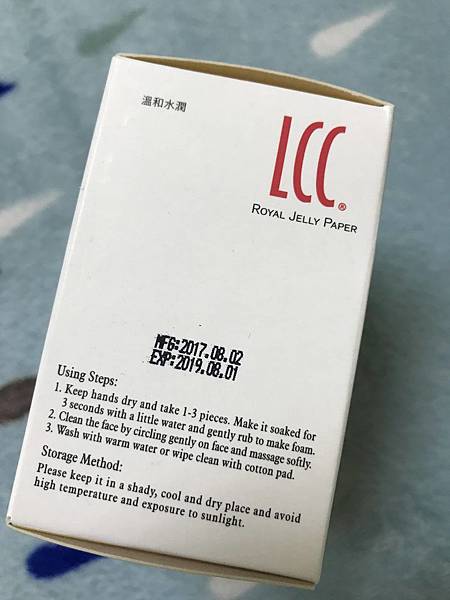 溫和水潤
LCC®
ROYAL JELLY PAPER
MFG:2017.08.02
EXP:2019.08.01
Using Steps:
1. Keep hands dry and take 1-3 pieces. Make it soaked for
3 seconds with a little water and gently rub to make foam.
2. Clean the face by circling gently on face and massage softly.
3. Wash with warm water or wipe clean with cotton pad.
Storage Method:
Please keep it in a shady, cool and dry place and avoid
high temperature and exposure to sunlight.